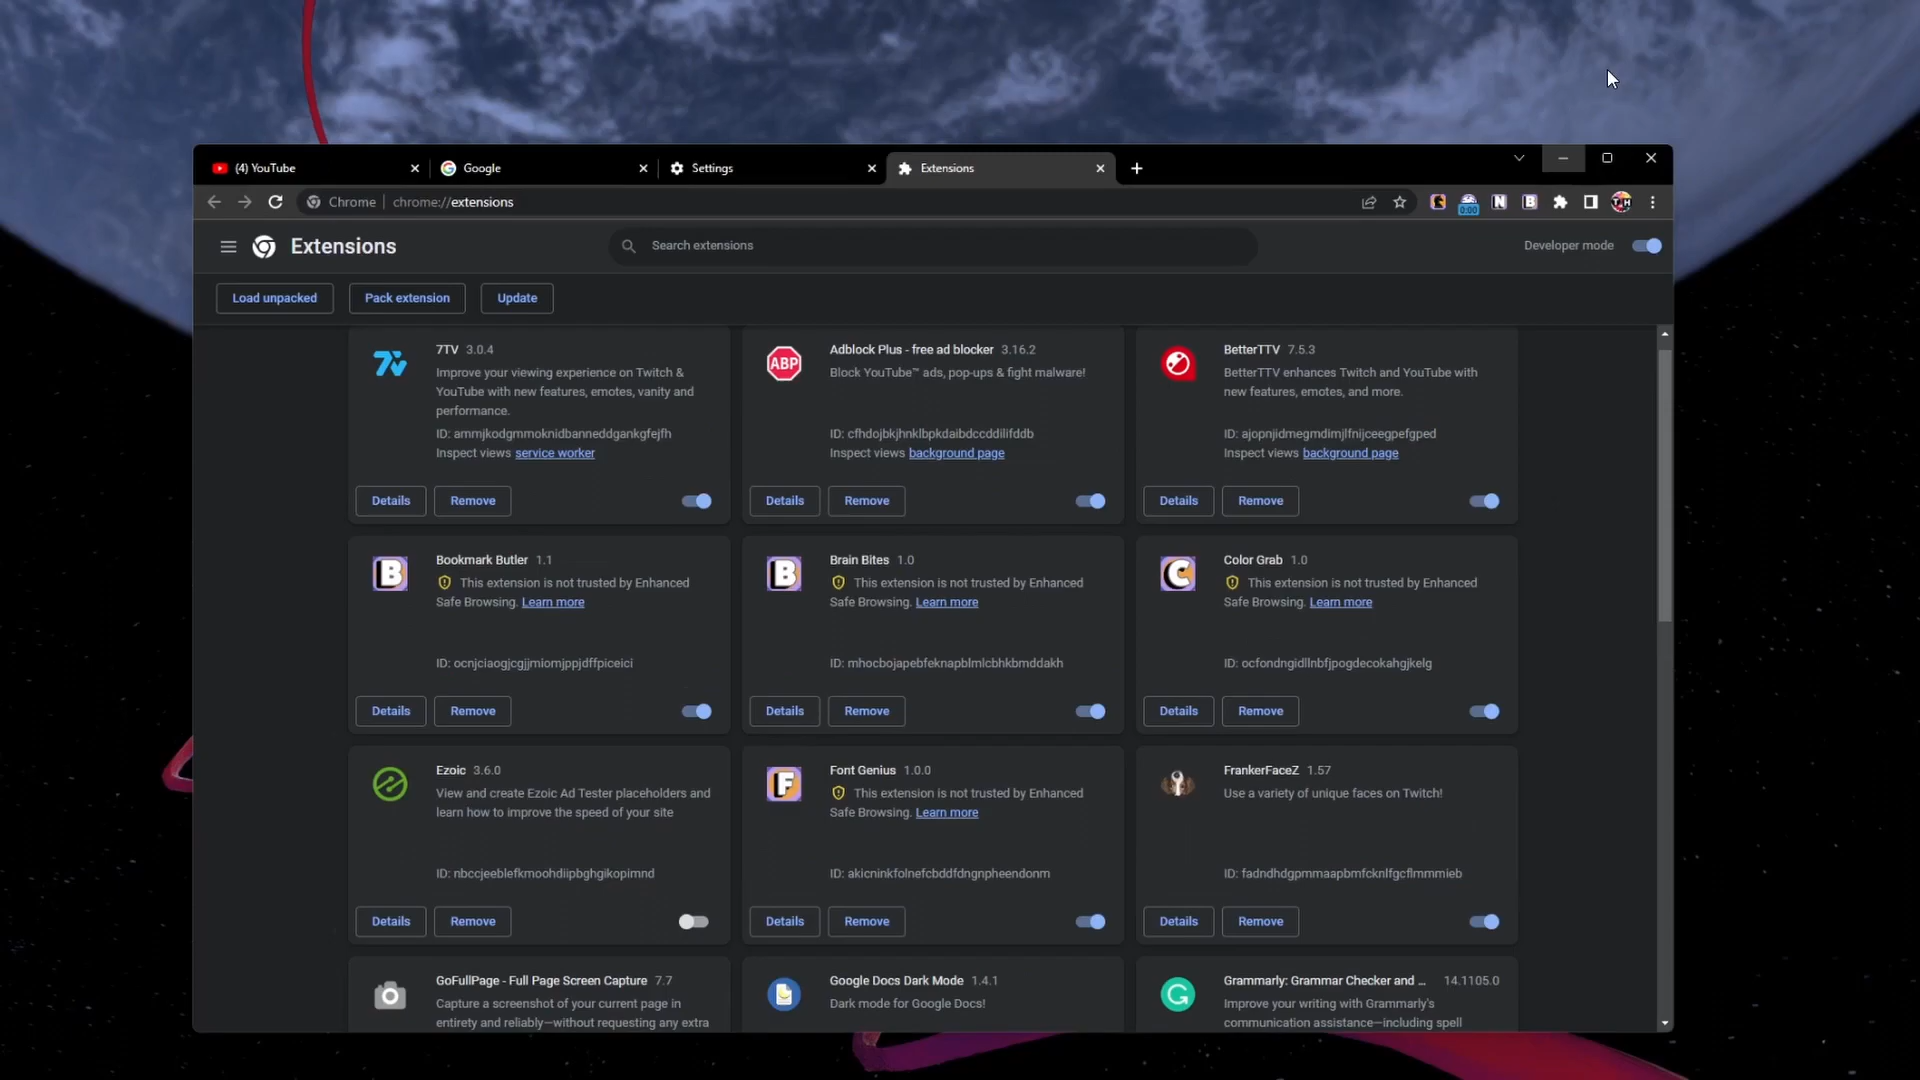 (4) YouTube
Google
Settings
Extensions
Chrome chrome://extensions
0:00
N
B
TH
Extensions
Search extensions
Developer mode
Load unpacked
Pack extension
Update
7TV 3.0.4
Improve your viewing experience on Twitch &
YouTube with new features, emotes, vanity and
performance.
ID: ammjkodgmmoknidbanneddgankgfejfh
Inspect views service worker
Details
Remove
ABP
Adblock Plus - free ad blocker 3.16.2
Block YouTube™ ads, pop-ups & fight malware!
ID: cfhdojbkjhnklbpkdaibdccddilifddb
Inspect views background page
Details
Remove
BetterTTV 7.5.3
BetterTTV enhances Twitch and YouTube with
new features, emotes, and more.
ID: ajopnjidmegmdimjlfnijceegpefgped
Inspect views background page
Details
Remove
B
Bookmark Butler 1.1
This extension is not trusted by Enhanced
Safe Browsing. Learn more
ID: ocnjciaogjcgjjmiomjppjdffpiceici
Details
Remove
B
Brain Bites 1.0
This extension is not trusted by Enhanced
Safe Browsing. Learn more
ID: mhocbojapebfeknapblmlcbhkbmddakh
Details
Remove
C
Color Grab 1.0
This extension is not trusted by Enhanced
Safe Browsing. Learn more
ID: ocfondngidllnbfjpogdecokahgjkelg
Details
Remove
Ezoic 3.6.0
View and create Ezoic Ad Tester placeholders and
learn how to improve the speed of your site
ID: nbccjeeblefkmoohdiipbghgikopimnd
Details
Remove
F
Font Genius 1.0.0
This extension is not trusted by Enhanced
Safe Browsing. Learn more
ID: akicninkfolnefcbddfdngnpheendonm
Details
Remove
FrankerFaceZ 1.57
Use a variety of unique faces on Twitch!
ID: fadndhdgpmmaapbmfcknlfgcflmmmieb
Details
Remove
GoFullPage - Full Page Screen Capture 7.7
Capture a screenshot of your current page in
entirety and reliably—without requesting any extra
Google Docs Dark Mode 1.4.1
Dark mode for Google Docs!
G
Grammarly: Grammar Checker and ... 14.1105.0
Improve your writing with Grammarly's
communication assistance—including spell